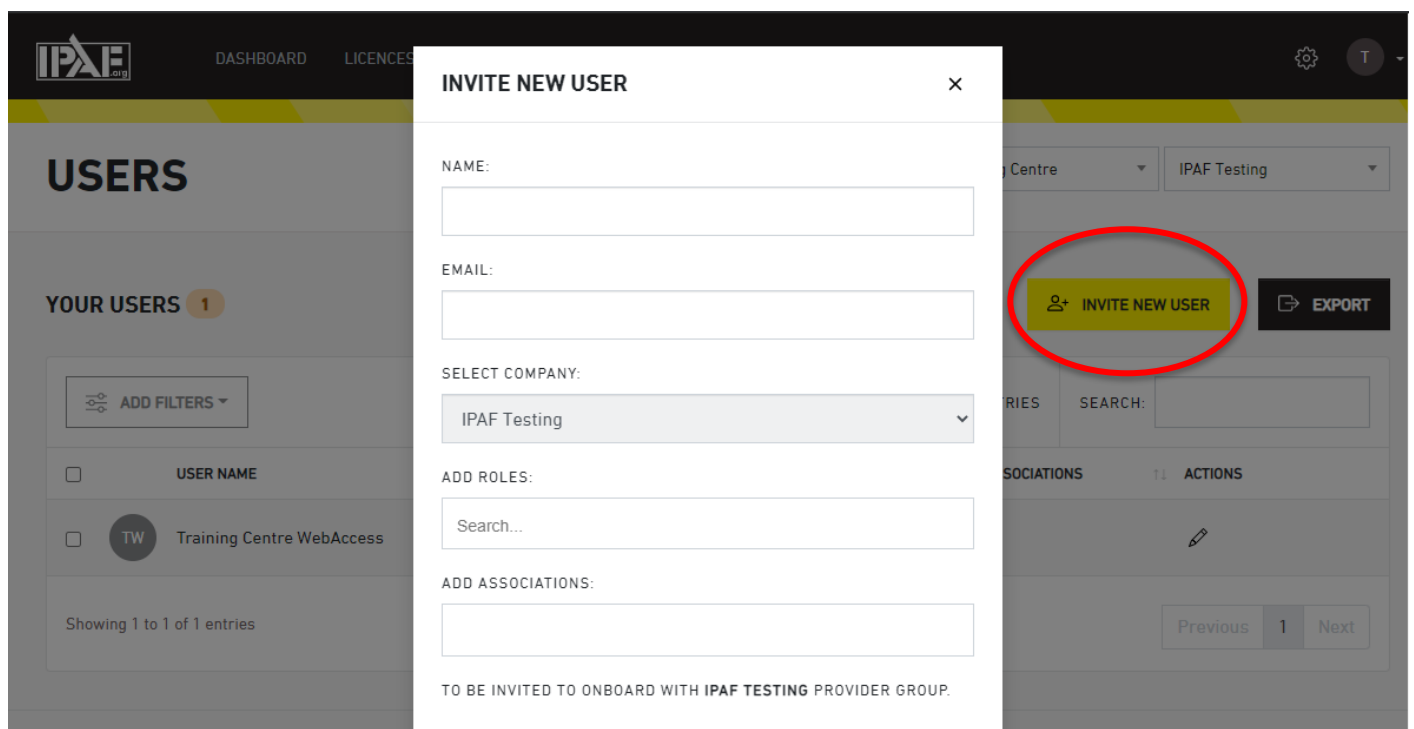 IPAF
.org
DASHBOARD
LICENCES
T
INVITE NEW USER
×
USERS
NAME:
g Centre
IPAF Testing
EMAIL:
YOUR USERS 1
INVITE NEW USER
EXPORT
SELECT COMPANY:
IPAF Testing
ADD FILTERS
RIES
SEARCH:
ADD ROLES:
Search...
USER NAME
SOCIATIONS
ACTIONS
TW
Training Centre WebAccess
ADD ASSOCIATIONS:
Showing 1 to 1 of 1 entries
Previous 1 Next
TO BE INVITED TO ONBOARD WITH IPAF TESTING PROVIDER GROUP.